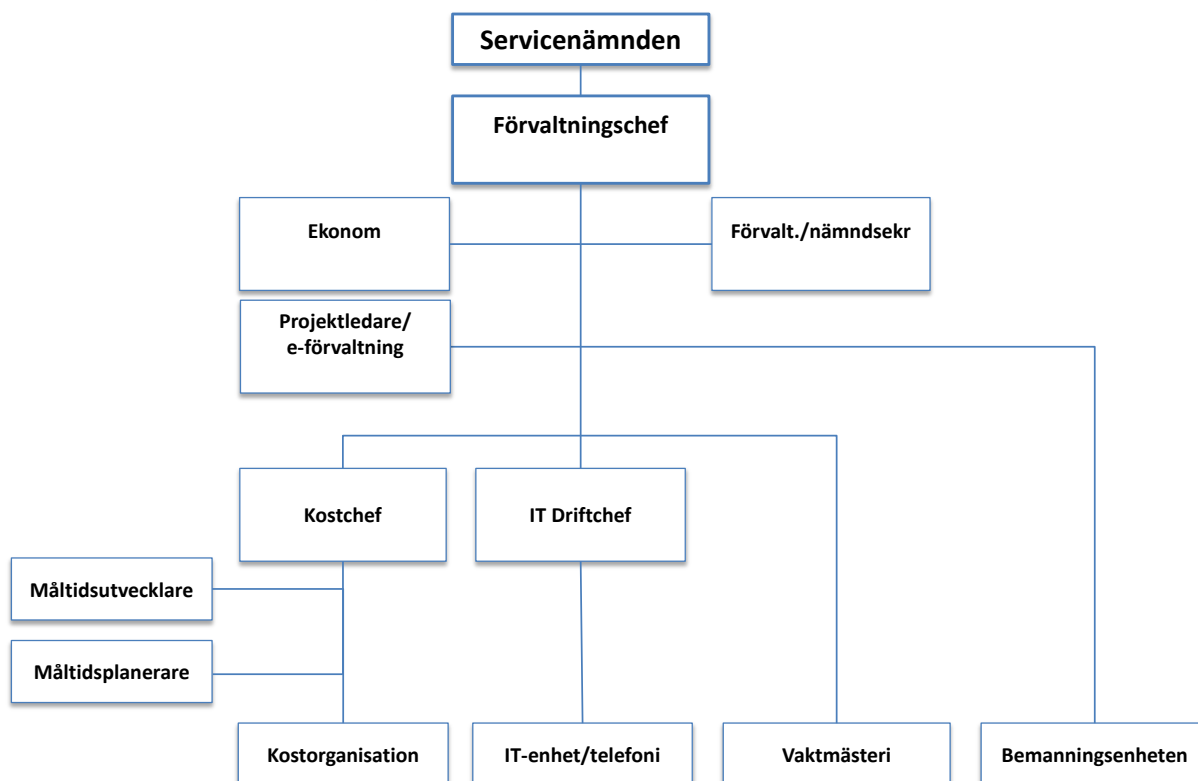 Servicenämnden
Förvaltningschef
Ekonom
Förvalt./nämndsekr
Projektledare/
e-förvaltning
Kostchef
IT Driftchef
Måltidsutvecklare
Måltidsplanerare
Kostorganisation
IT-enhet/telefoni
Vaktmästeri
Bemanningsenheten